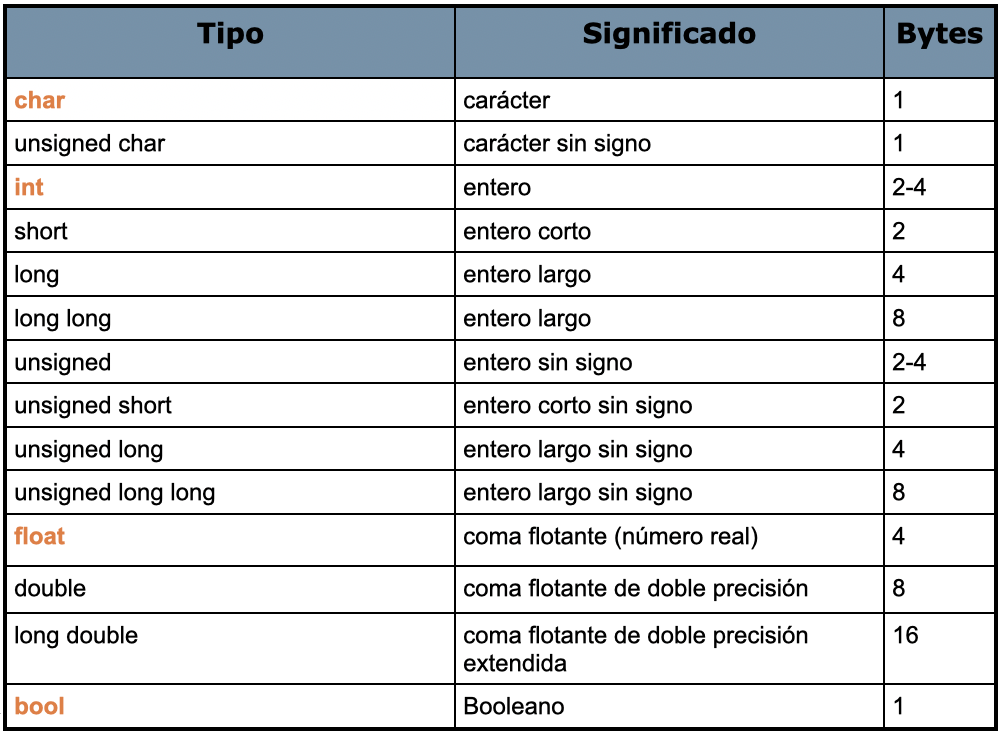 Tipo Significado Bytes
char carácter 1
unsigned char carácter sin signo 1
int entero 2-4
short entero corto 2
long entero largo 4
long long entero largo 8
unsigned entero sin signo 2-4
unsigned short entero corto sin signo 2
unsigned long entero largo sin signo 4
unsigned long long entero largo sin signo 8
float coma flotante (número real) 4
double coma flotante de doble precisión 8
long double coma flotante de doble precisión 16
extendida
bool Booleano 1